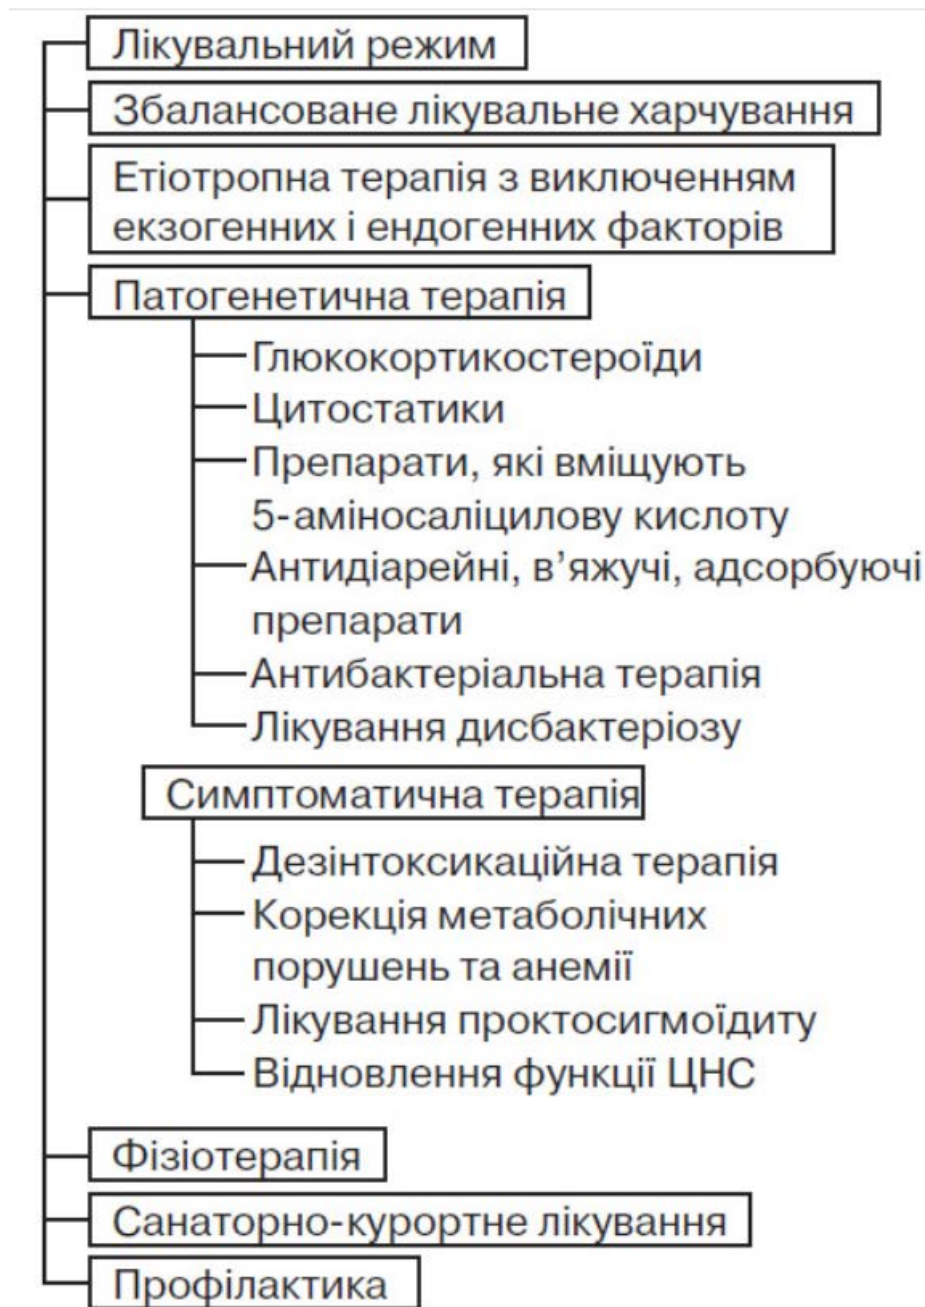 Лікувальний режим
Збалансоване лікувальне харчування
Етіотропна терапія з виключенням
екзогенних і ендогенних факторів
Патогенетична терапія
Глюкокортикостероїди
Цитостатики
Препарати, які вміщують
5-аміносаліцилову кислоту
Антидіарейні, в’яжучі, адсорбуючі
препарати
Антибактеріальна терапія
Лікування дисбактеріозу
Симптоматична терапія
Дезінтоксикаційна терапія
Корекція метаболічних
порушень та анемії
Лікування проктосигмоїдиту
Відновлення функції ЦНС
Фізіотерапія
Санаторно-курортне лікування
Профілактика